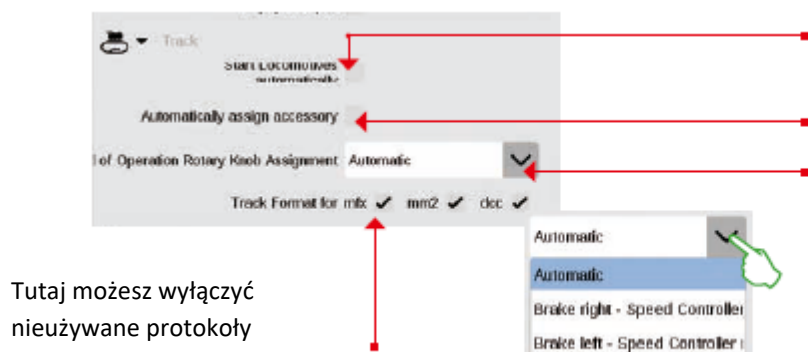 Track
Start Locomotives
automatically
Automatically assign accessory
l of Operation Rotary Knob Assignment Automatic
Track Format for mfx mm2 dcc
Automatic
Automatic
Brake right - Speed Controller
Brake left - Speed Controller
Tutaj możesz wyłączyć
nieużywane protokoły